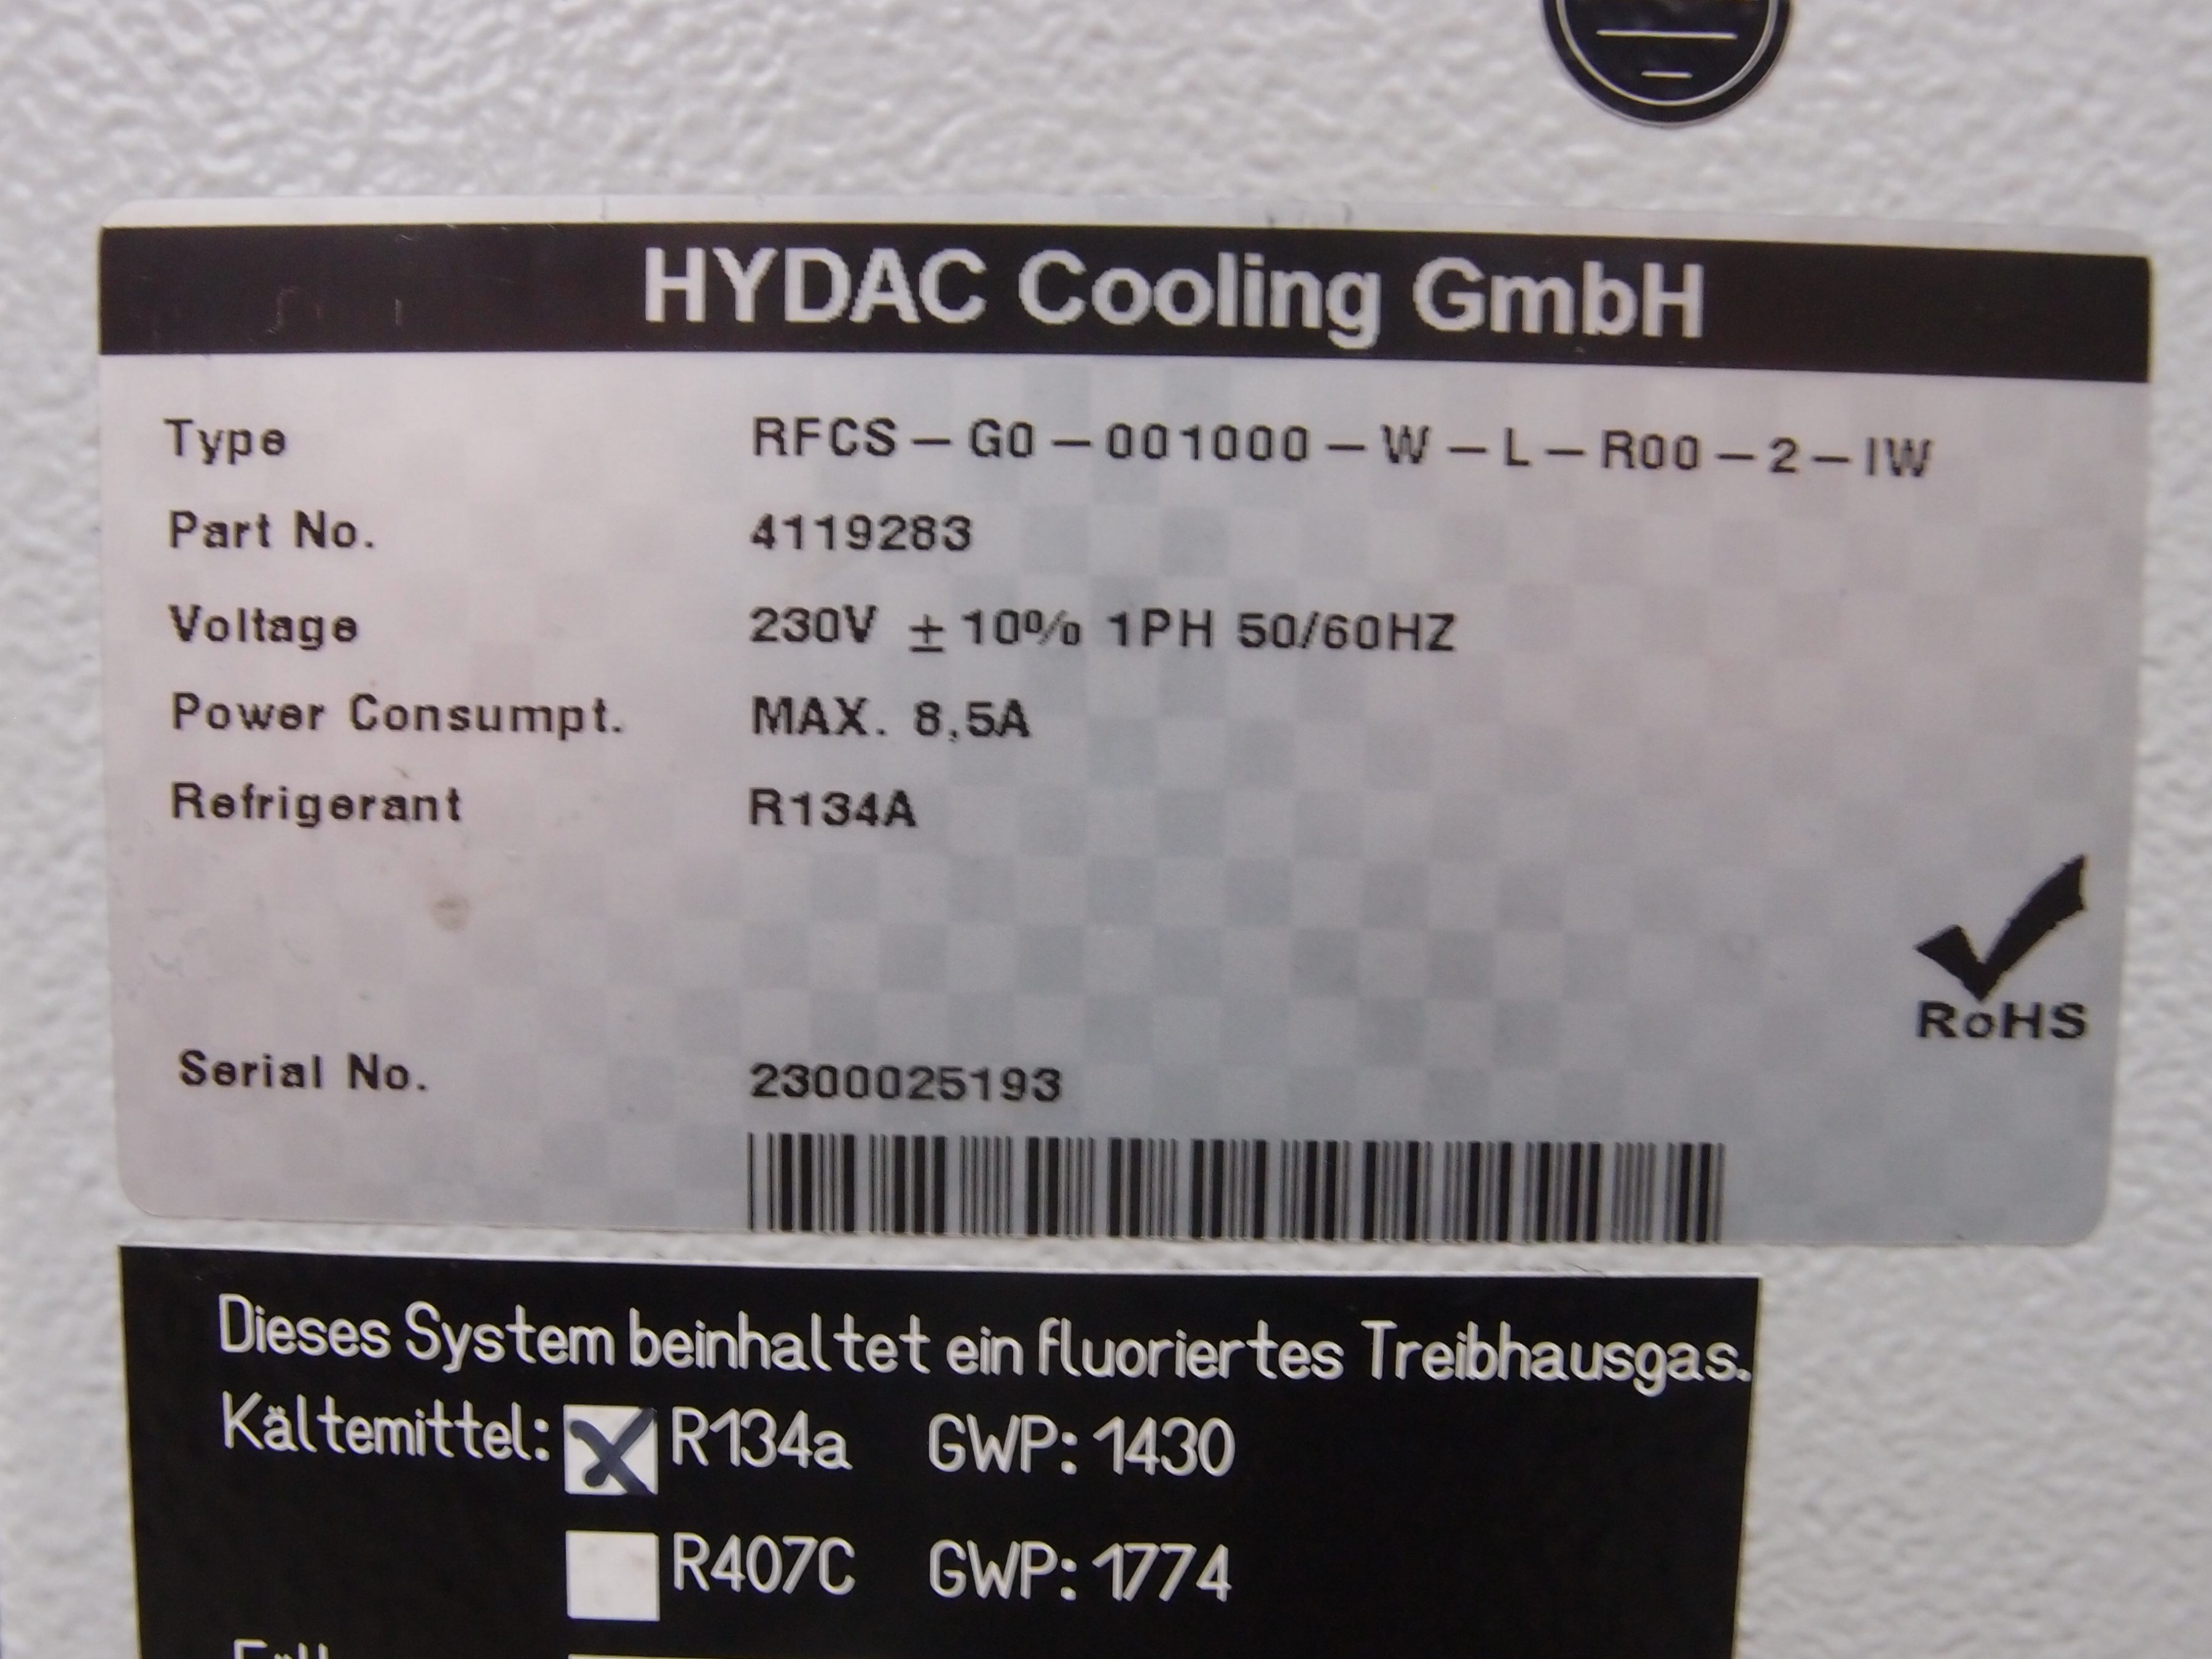 HYDAC Cooling GmbH
Type RFCS – G0 – 001000 – W – L – R00 – 2 – IW
Part No. 4119283
Voltage 230V ± 10% 1PH 50/60HZ
Power Consumpt. MAX. 8,5A
Refrigerant R134A
RoHS
Serial No. 2300025193
Dieses System beinhaltet ein fluoriertes Treibhausgas.
Kältemittel: R134a GWP: 1430
R407C GWP: 1774